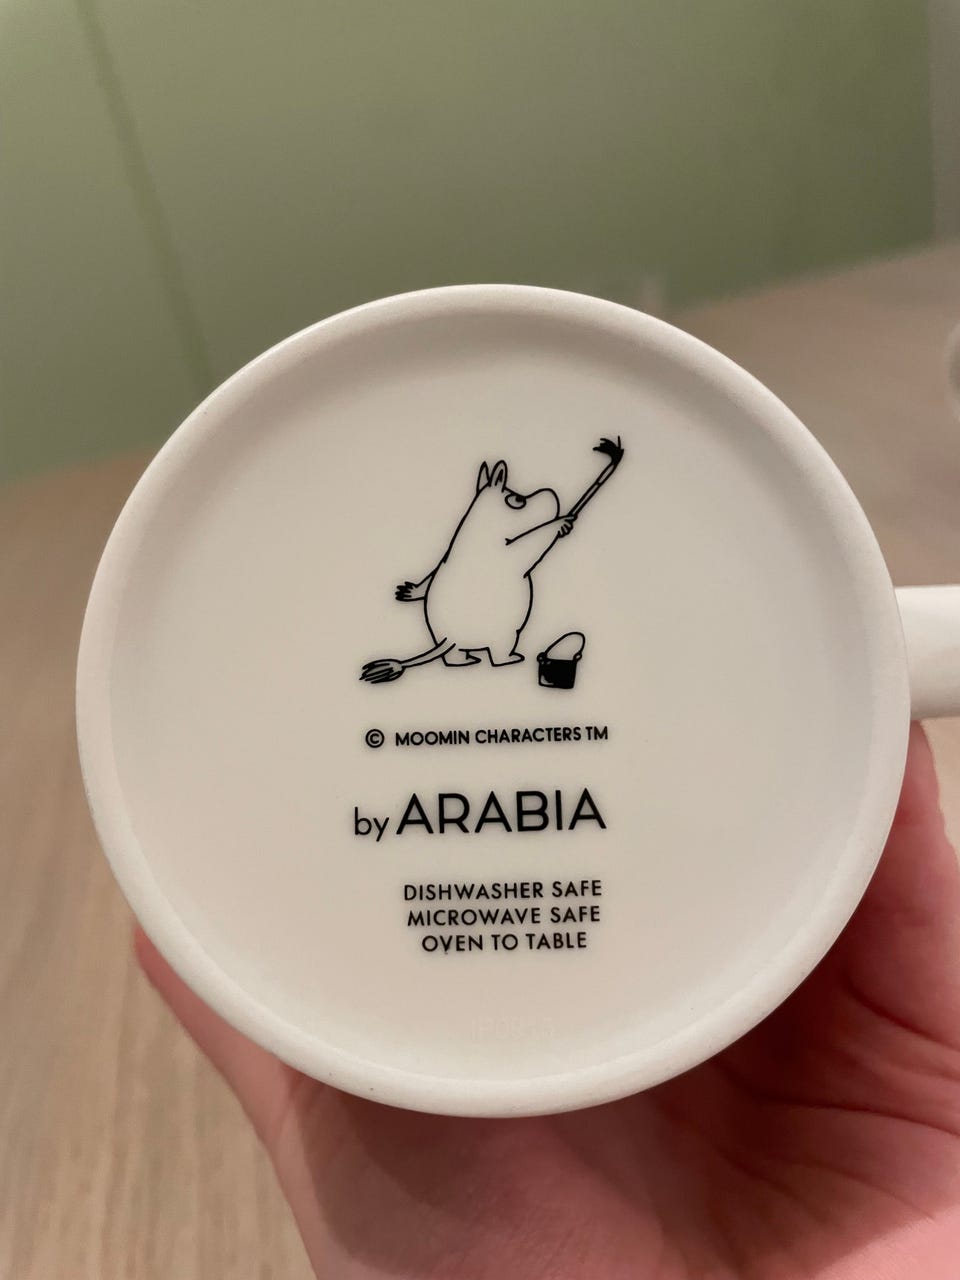 © MOOMIN CHARACTERS TM
by ARABIA
DISHWASHER SAFE
MICROWAVE SAFE
OVEN TO TABLE